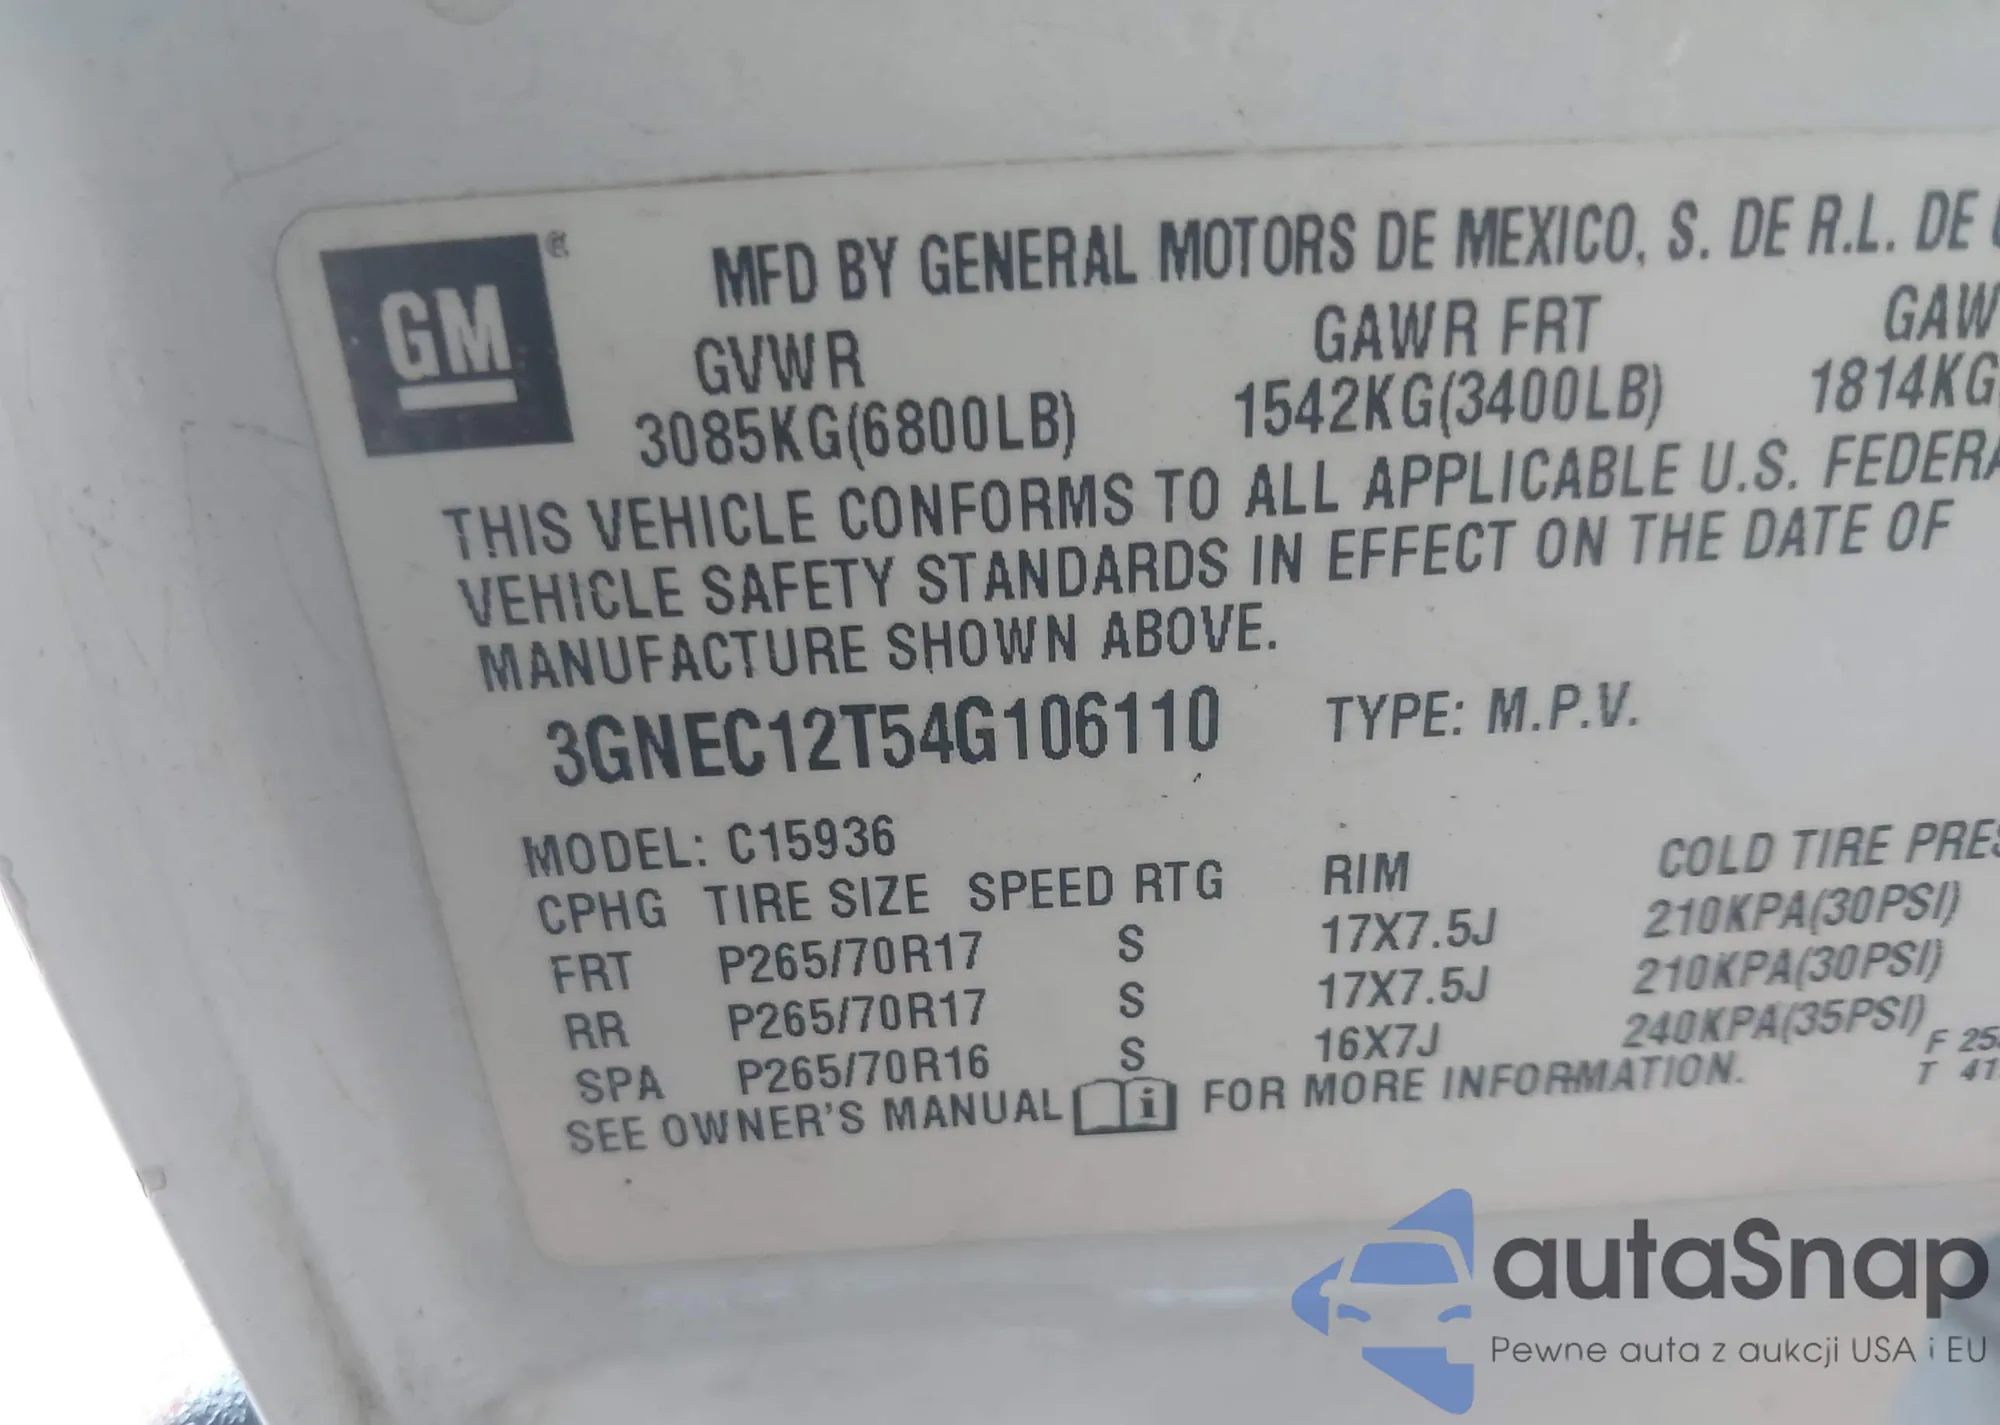 GM ®
MFD BY GENERAL MOTORS DE MEXICO, S. DE R.L. DE
GVWR GAWR FRT GAW
3085KG(6800LB) 1542KG(3400LB) 1814KG
THIS VEHICLE CONFORMS TO ALL APPLICABLE U.S. FEDERA
VEHICLE SAFETY STANDARDS IN EFFECT ON THE DATE OF
MANUFACTURE SHOWN ABOVE.
3GNEC12T54G106110 TYPE: M.P.V.
MODEL: C15936
CPHG TIRE SIZE SPEED RTG RIM COLD TIRE PRES
FRT P265/70R17 S 17X7.5J 210KPA(30PSI)
RR P265/70R17 S 17X7.5J 210KPA(30PSI)
SPA P265/70R16 S 16X7J 240KPA(35PSI) F 25
SEE OWNER'S MANUAL i FOR MORE INFORMATION. T 41
autaSnap
Pewne auta z aukcji USA i EU